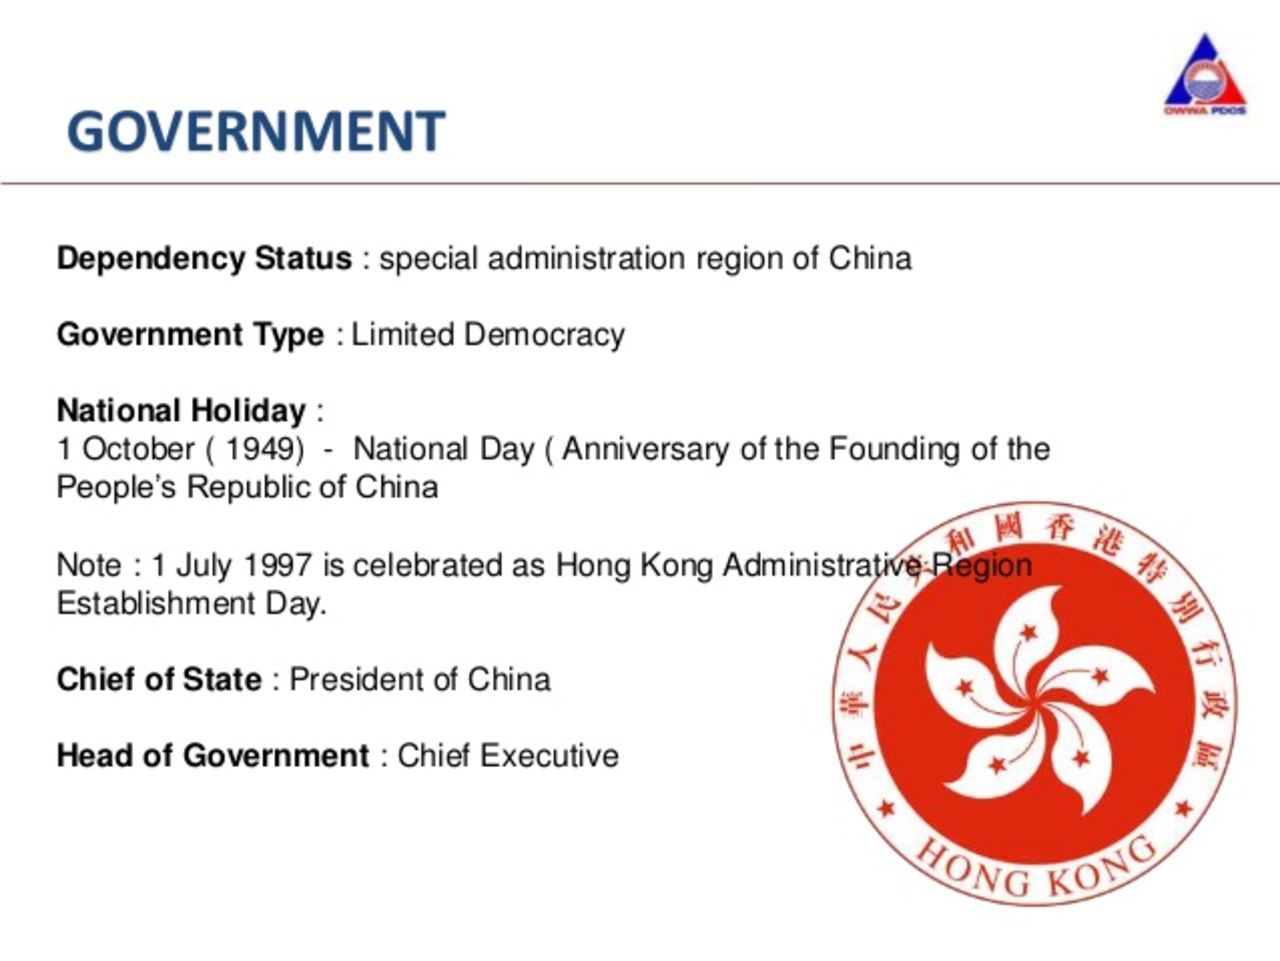 OWWA PDOS
GOVERNMENT
Dependency Status : special administration region of China
Government Type : Limited Democracy
National Holiday :
1 October ( 1949) - National Day ( Anniversary of the Founding of the
People’s Republic of China
Note : 1 July 1997 is celebrated as Hong Kong Administrative Region
Establishment Day.
Chief of State : President of China
Head of Government : Chief Executive
中華人民共和國香港特別行政區
HONG KONG